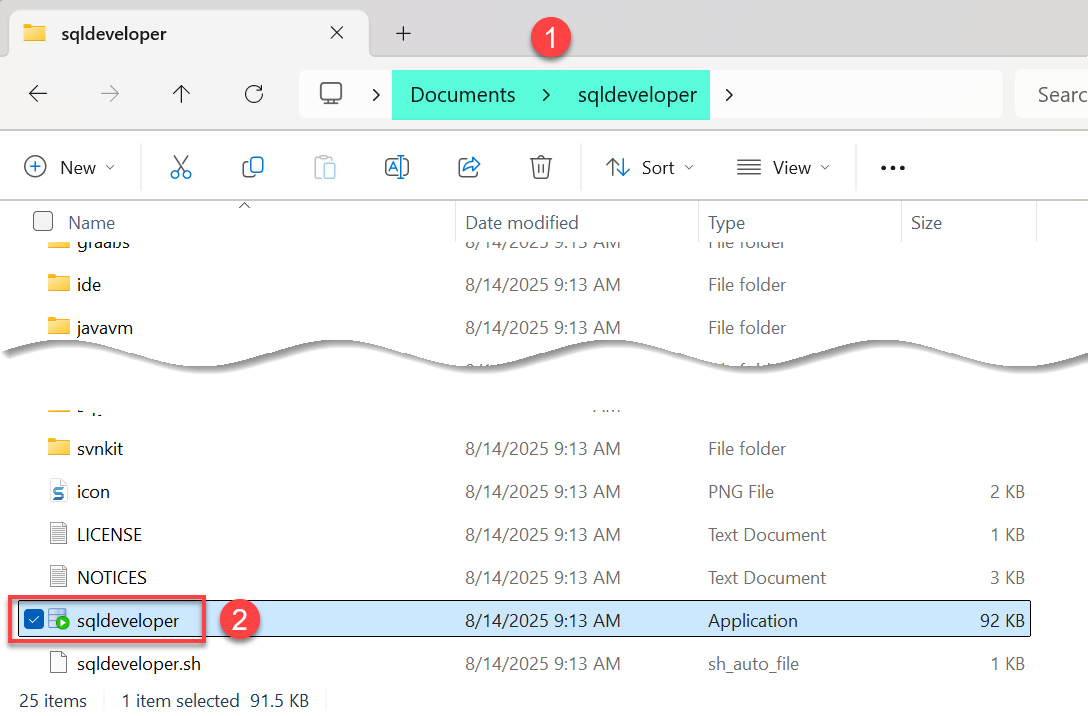 sqldeveloper
1
Documents > sqldeveloper >
Searc
New
Sort
View
Name Date modified Type Size
graabs 8/14/2025 9:13 AM File folder
ide 8/14/2025 9:13 AM File folder
javavm 8/14/2025 9:13 AM File folder
svnkit 8/14/2025 9:13 AM File folder
icon 8/14/2025 9:13 AM PNG File 2 KB
LICENSE 8/14/2025 9:13 AM Text Document 1 KB
NOTICES 8/14/2025 9:13 AM Text Document 3 KB
sqldeveloper 2 8/14/2025 9:13 AM Application 92 KB
sqldeveloper.sh 8/14/2025 9:13 AM sh_auto_file 1 KB
25 items 1 item selected 91.5 KB